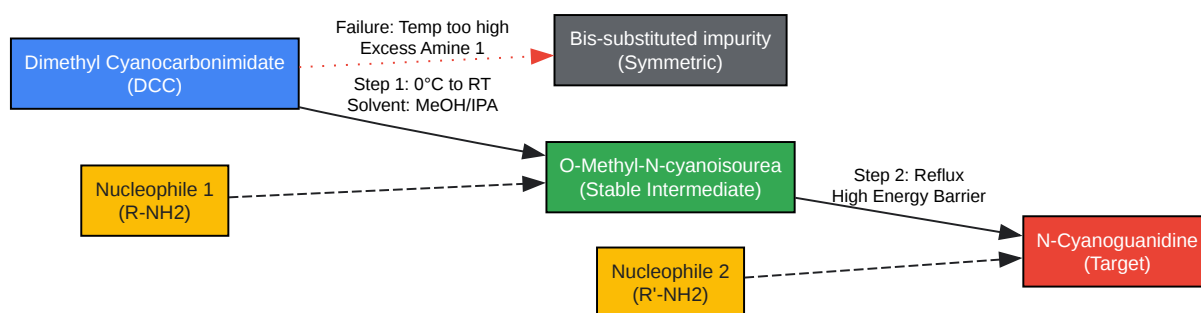 Dimethyl Cyanocarbonimidate
(DCC)
Failure: Temp too high
Excess Amine 1
Bis-substituted impurity
(Symmetric)
Step 1: 0°C to RT
Solvent: MeOH/IPA
Nucleophile 1
(R-NH2)
O-Methyl-N-cyanoisourea
(Stable Intermediate)
Step 2: Reflux
High Energy Barrier
Nucleophile 2
(R'-NH2)
N-Cyanoguanidine
(Target)